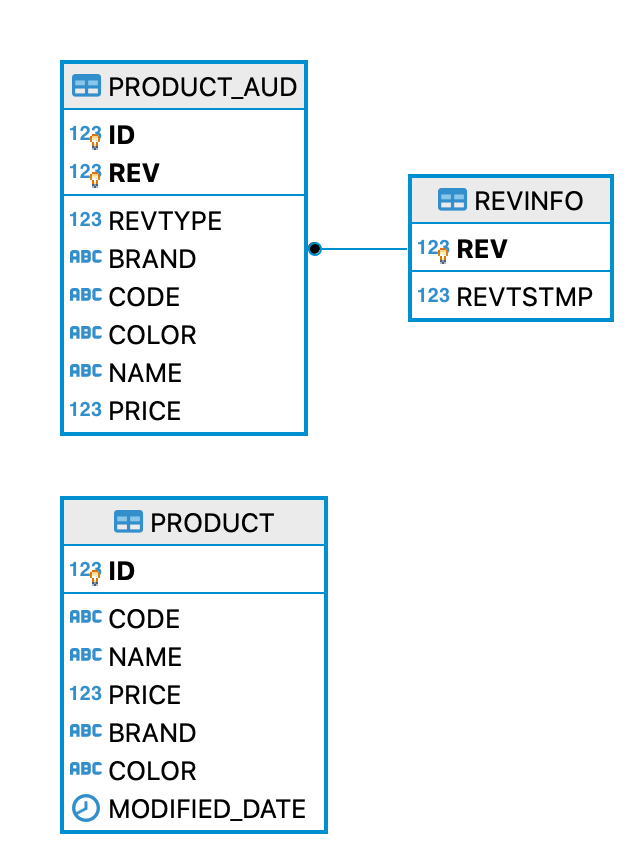 PRODUCT_AUD
123 ID
123 REV
123 REVTYPE
ABC BRAND
ABC CODE
ABC COLOR
ABC NAME
123 PRICE
REVINFO
123 REV
123 REVTSTMP
PRODUCT
123 ID
ABC CODE
ABC NAME
123 PRICE
ABC BRAND
ABC COLOR
MODIFIED_DATE